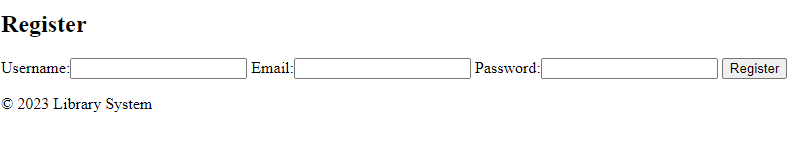 Register
Username: Email: Password: Register
© 2023 Library System